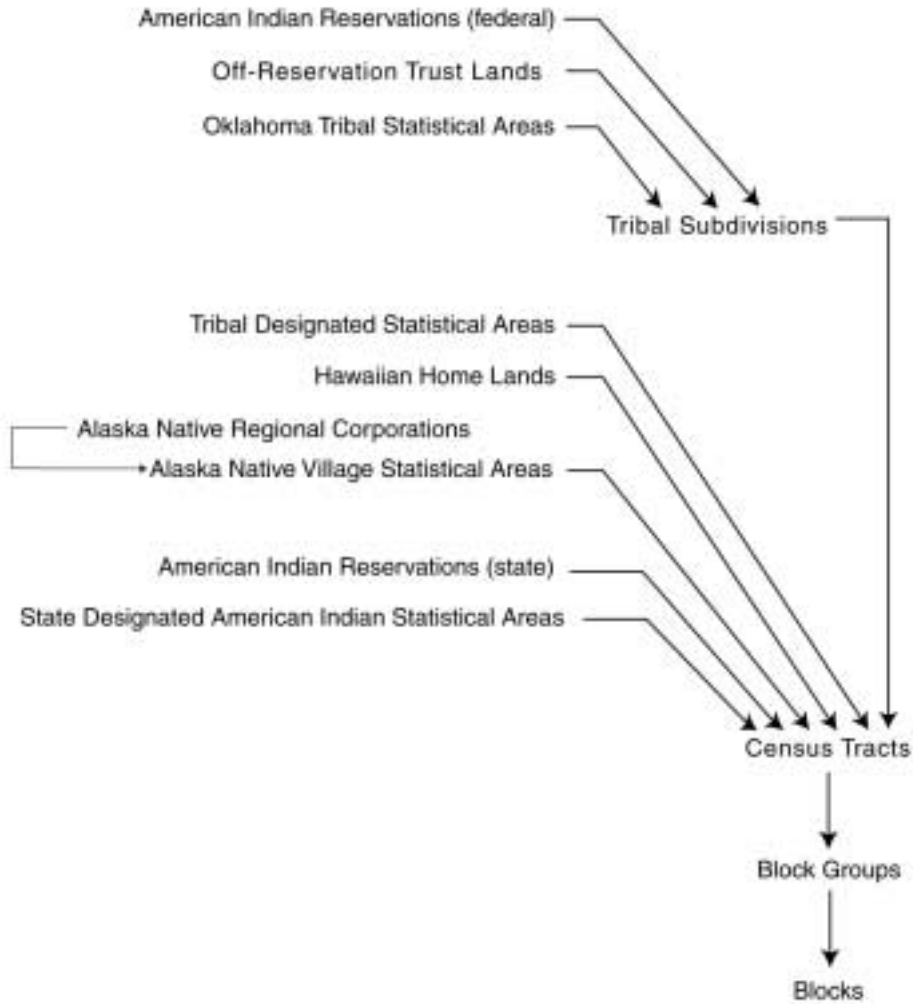 American Indian Reservations (federal)
Off-Reservation Trust Lands
Oklahoma Tribal Statistical Areas
Tribal Subdivisions
Tribal Designated Statistical Areas
Hawaiian Home Lands
Alaska Native Regional Corporations
Alaska Native Village Statistical Areas
American Indian Reservations (state)
State Designated American Indian Statistical Areas
Census Tracts
Block Groups
Blocks